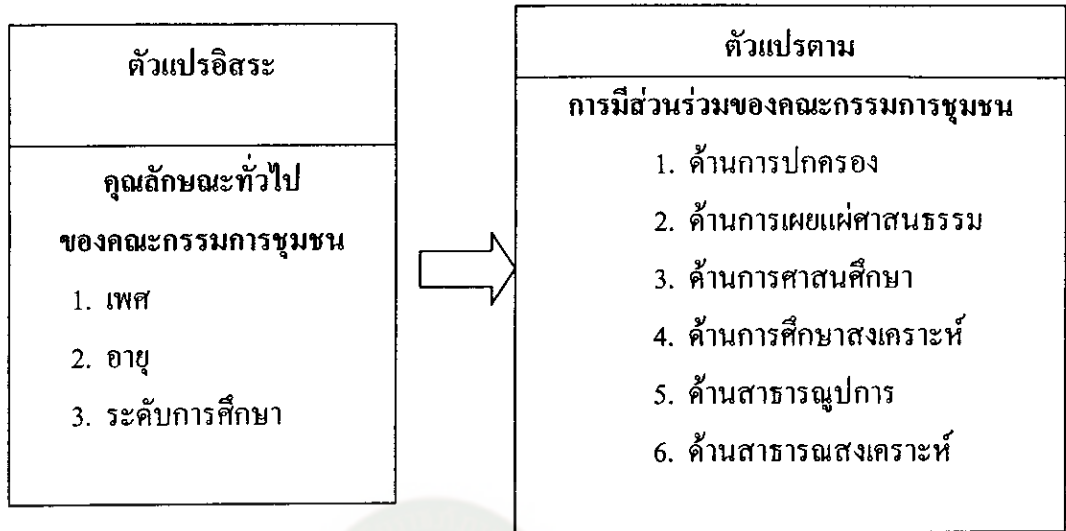 ตัวแปรอิสระ
คุณลักษณะทั่วไป
ของคณะกรรมการชุมชน
1. เพศ
2. อายุ
3. ระดับการศึกษา
ตัวแปรตาม
การมีส่วนร่วมของคณะกรรมการชุมชน
1. ด้านการปกครอง
2. ด้านการเผยแผ่ศาสนธรรม
3. ด้านการศาสนศึกษา
4. ด้านการศึกษาสงเคราะห์
5. ด้านสาธารณูปการ
6. ด้านสาธารณสงเคราะห์